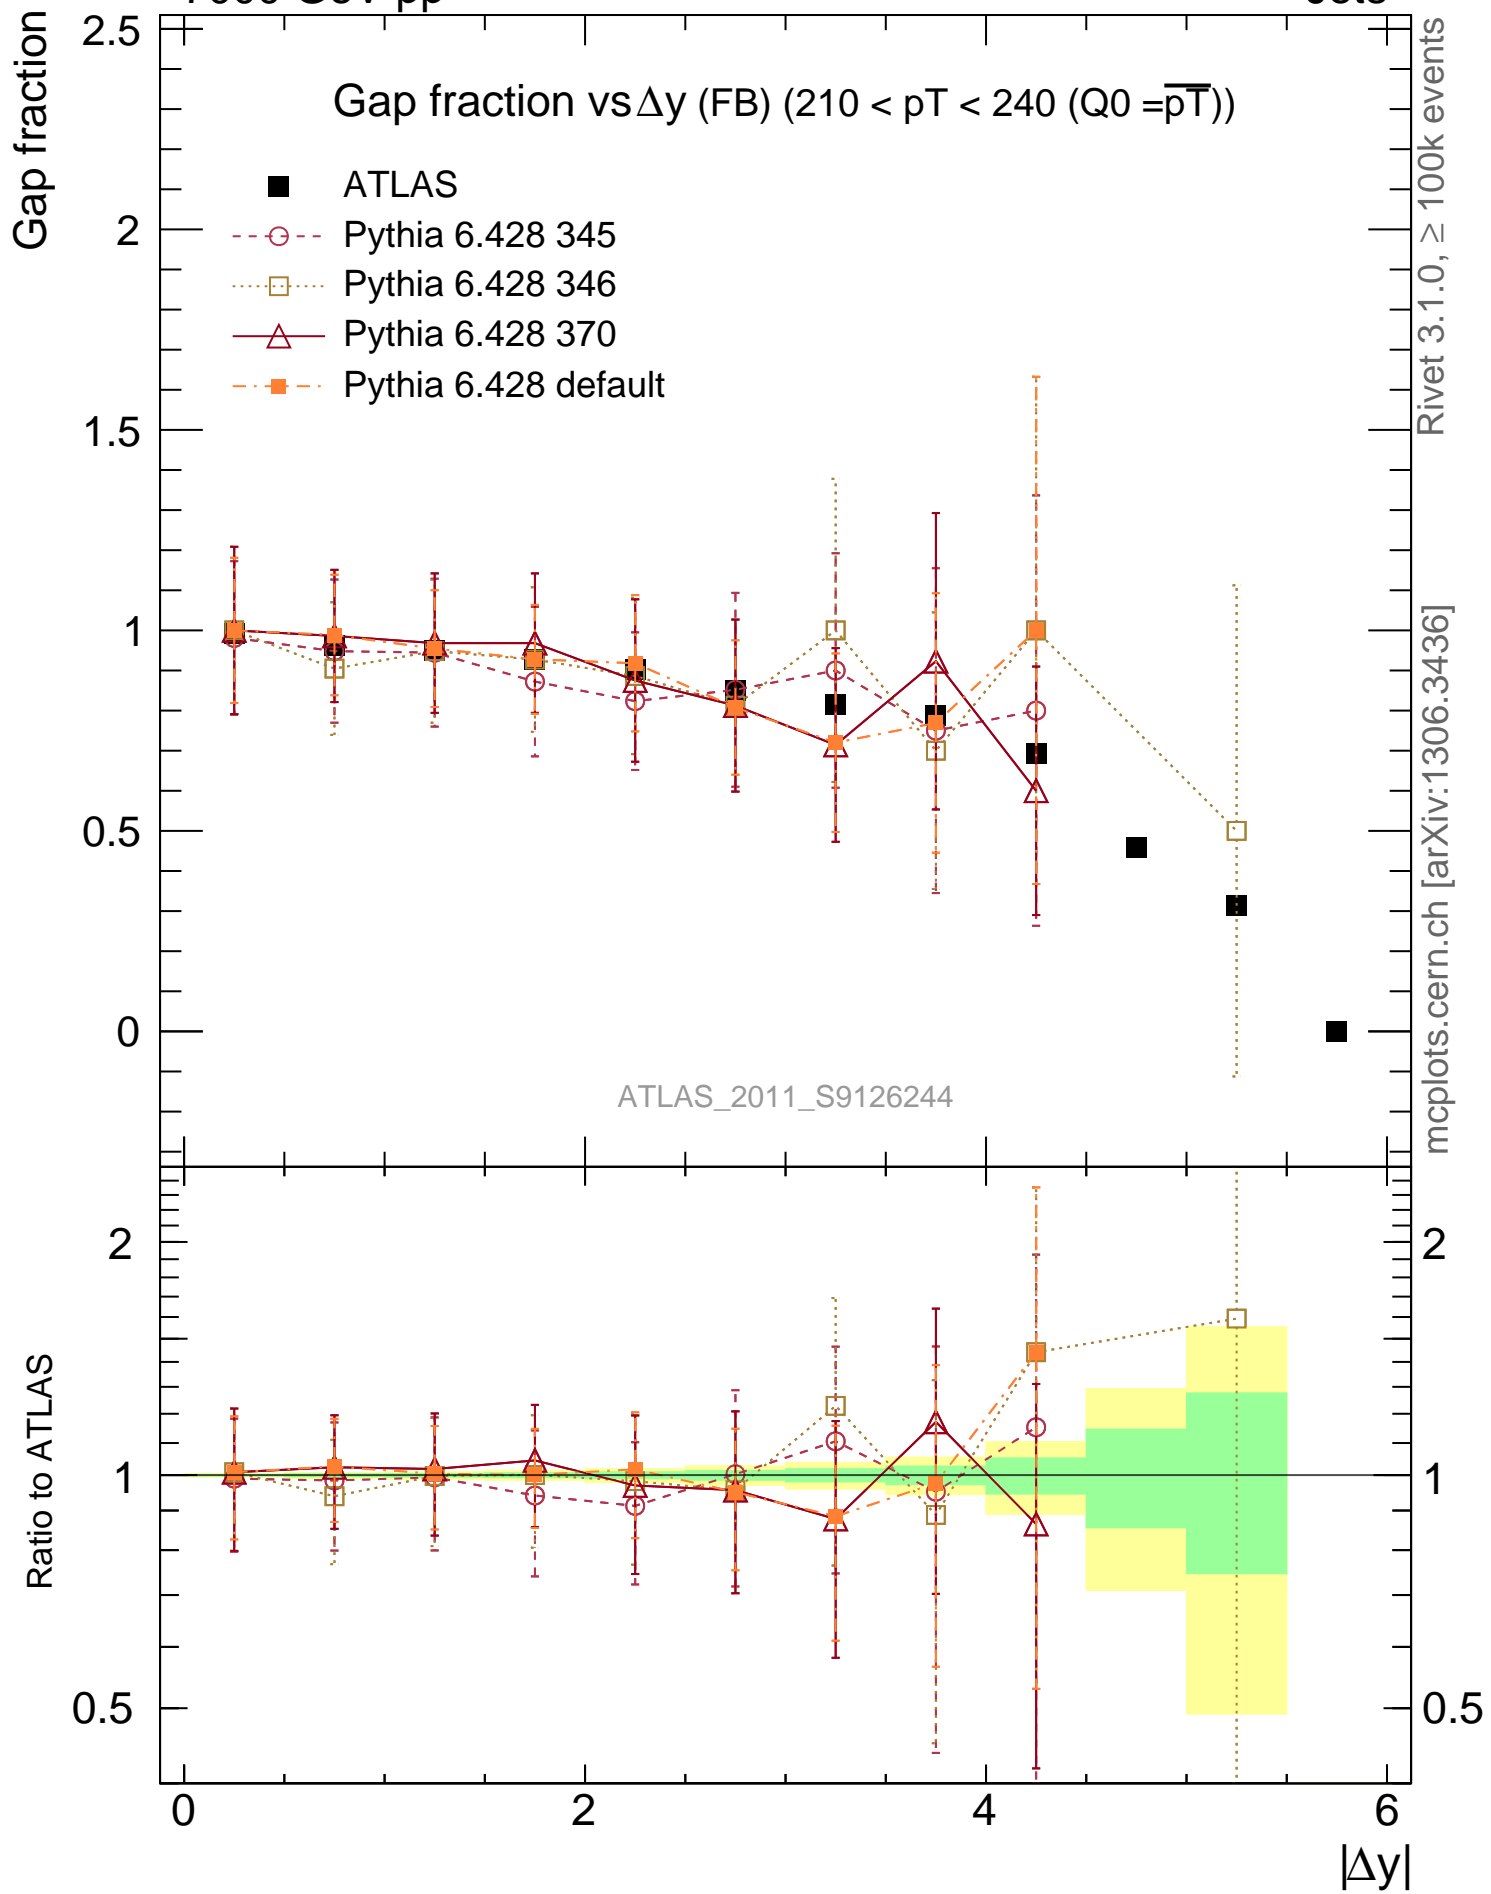 Gap fraction
2.5
2
1.5
1
0.5
0
Gap fraction vs Δy (FB) (210 < pT < 240 (Q0 =p̅T̅))
ATLAS
Pythia 6.428 345
Pythia 6.428 346
Pythia 6.428 370
Pythia 6.428 default
ATLAS_2011_S9126244
Rivet 3.1.0, ≥ 100k events
mcplots.cern.ch [arXiv:1306.3436]
Ratio to ATLAS
2
1
0.5
2
1
0.5
0
2
4
6
|Δy|